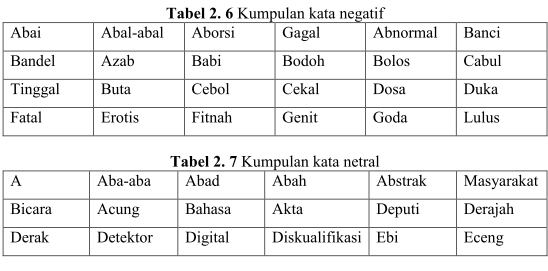 Tabel 2. 6 Kumpulan kata negatif
Abai Abal-abal Aborsi Gagal Abnormal Banci
Bandel Azab Babi Bodoh Bolos Cabul
Tinggal Buta Cebol Cekal Dosa Duka
Fatal Erotis Fitnah Genit Goda Lulus
Tabel 2. 7 Kumpulan kata netral
A Aba-aba Abad Abah Abstrak Masyarakat
Bicara Acung Bahasa Akta Deputi Derajah
Derak Detektor Digital Diskualifikasi Ebi Eceng